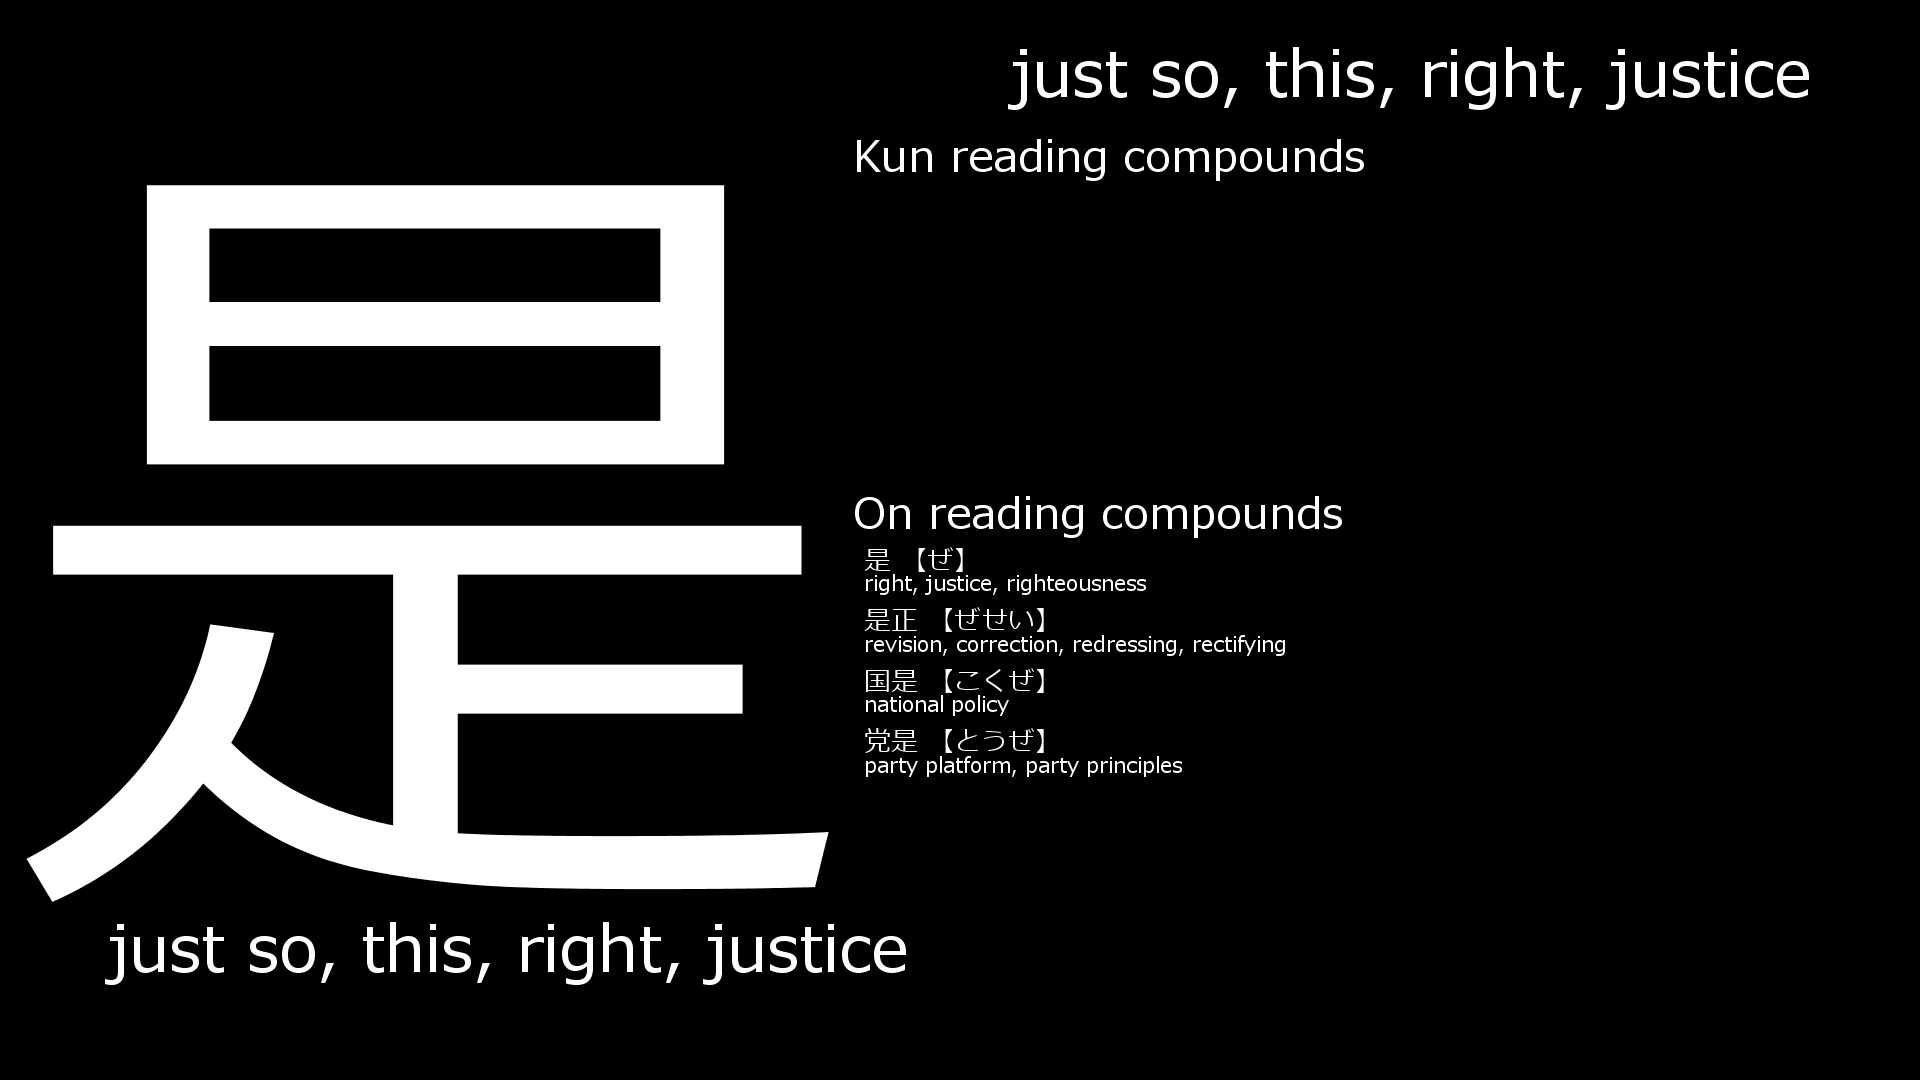 是
just so, this, right, justice
just so, this, right, justice
Kun reading compounds
On reading compounds
是 【ぜ】
right, justice, righteousness
是正 【ぜせい】
revision, correction, redressing, rectifying
国是 【こくぜ】
national policy
党是 【とうぜ】
party platform, party principles